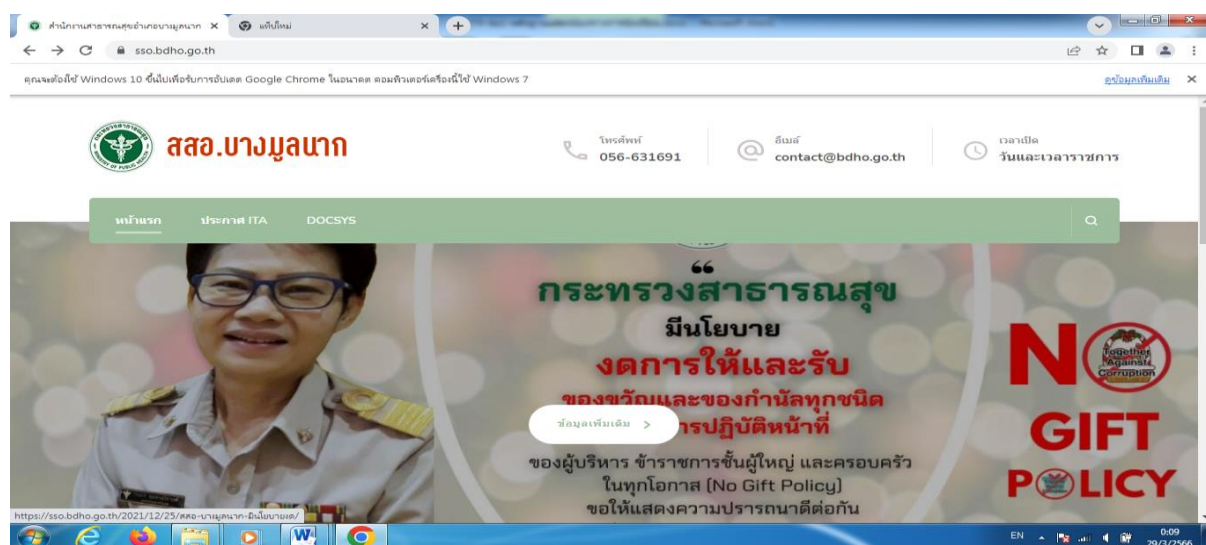 สำนักงานสาธารณสุขอำเภอบางมูลนาก
แท็บใหม่
sso.bdho.go.th
คุณจะต้องใช้ Windows 10 ขึ้นไปเพื่อรับการอัปเดต Google Chrome ในอนาคต คอมพิวเตอร์เครื่องนี้ใช้ Windows 7
ดูข้อมูลเพิ่มเติม
สสอ.บางมูลนาก
โทรศัพท์
056-631691
อีเมล์
contact@bdho.go.th
เวลาเปิด
วันและเวลาราชการ
หน้าแรก
ประกาศ ITA
DOCSYS
“
กระทรวงสาธารณสุข
มีนโยบาย
งดการให้และรับ
ของขวัญและของกำนัลทุกชนิด
ารปฏิบัติหน้าที่
ข้อมูลเพิ่มเติม >
ของผู้บริหาร ข้าราชการชั้นผู้ใหญ่ และครอบครัว
ในทุกโอกาส (No Gift Policy)
ขอให้แสดงความปรารถนาดีต่อกัน
NO
Together
Against
Corruption
GIFT
POLICY
https://sso.bdho.go.th/2021/12/25/สสอ-บางมูลนาก-มีนโยบายงด/
EN
0:09
29/3/2566